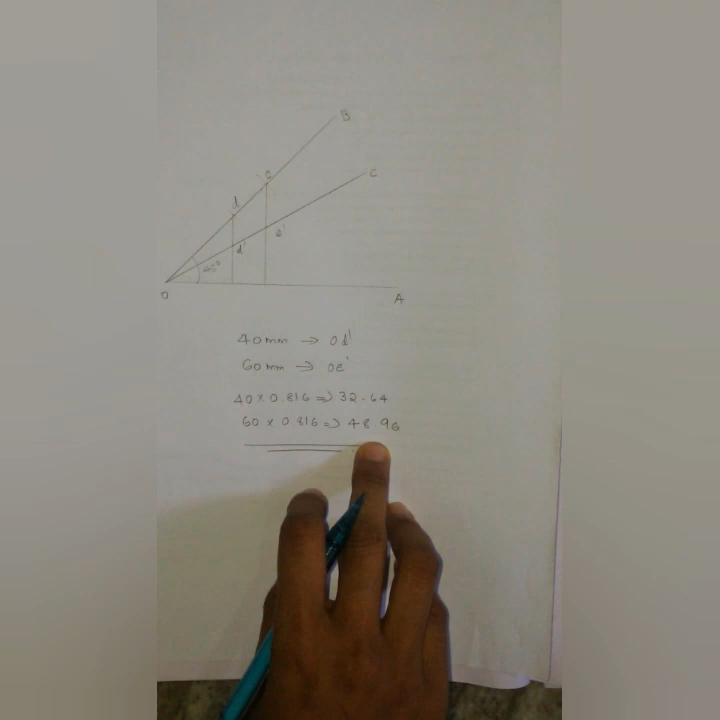 B
e
C
d
e'
d'
45°
O
A
40mm → Od'
60mm → Oe'
40 × 0.816 => 32.64
60 × 0.816 => 48.96